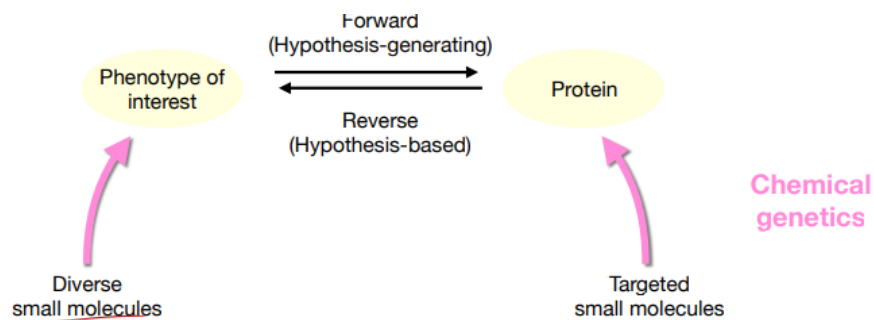 Forward
(Hypothesis-generating)
Phenotype of
interest
Protein
Reverse
(Hypothesis-based)
Chemical
genetics
Diverse
small molecules
Targeted
small molecules